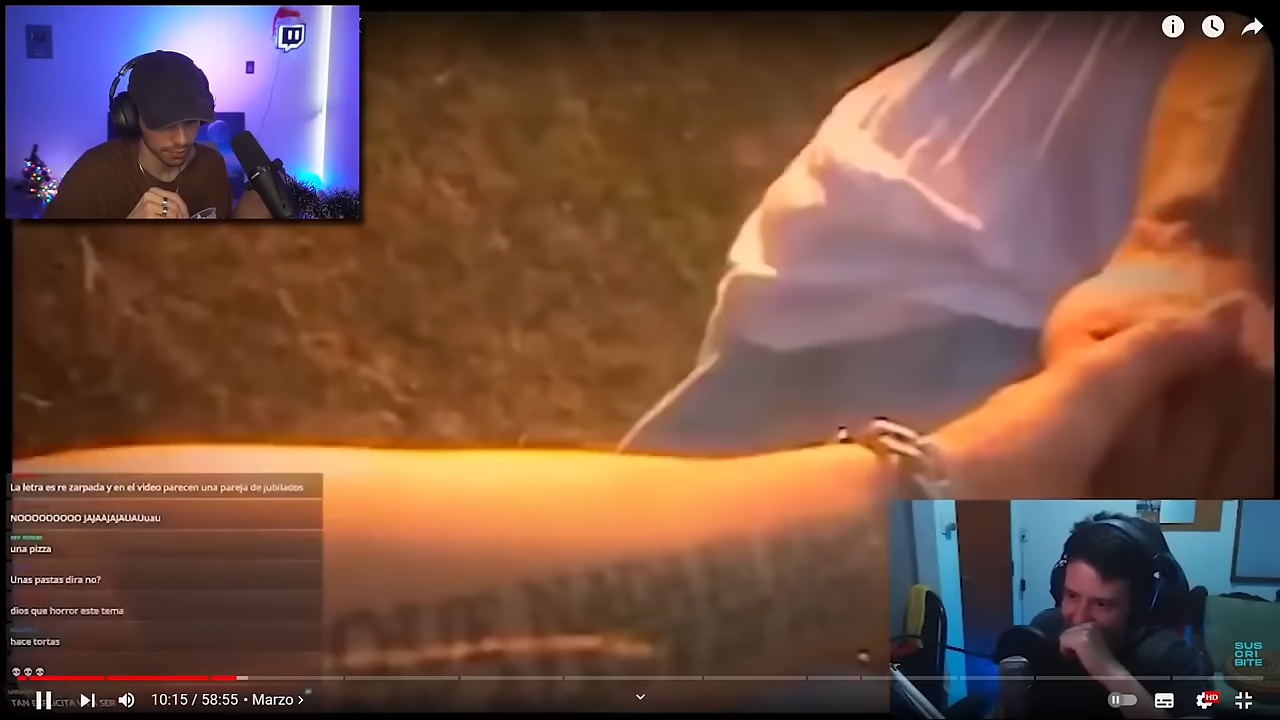 La letra es re zarpada y en el video parecen una pareja de jubilados
NOOOOOOOOO JAJAAJAJAUAUuau
una pizza
Unas pastas dira no?
dios que horror este tema
hace tortas
SUS
CRI
BITE
10:15 / 58:55 • Marzo
HD